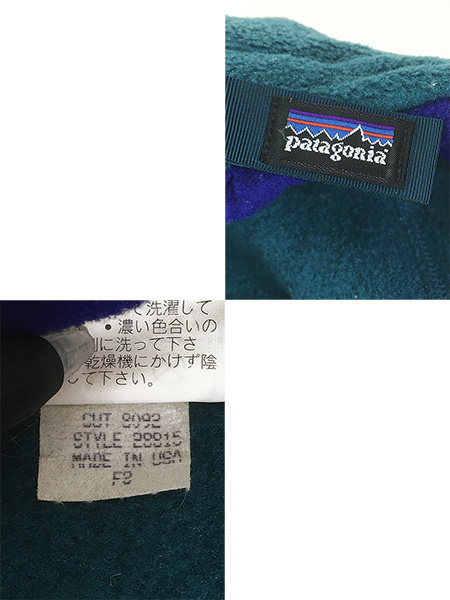 patagonia
て洗濯して
・濃い色合いの
別に洗って下さ
乾燥機にかけず陰
して下さい。
CUT 8092
STYLE 28815
MADE IN USA
F3